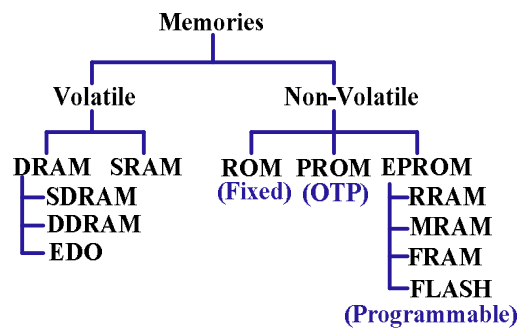 Memories
Volatile
Non-Volatile
DRAM
SRAM
ROM
PROM
EPROM
(Fixed)
(OTP)
SDRAM
DDRAM
EDO
RRAM
MRAM
FRAM
FLASH
(Programmable)